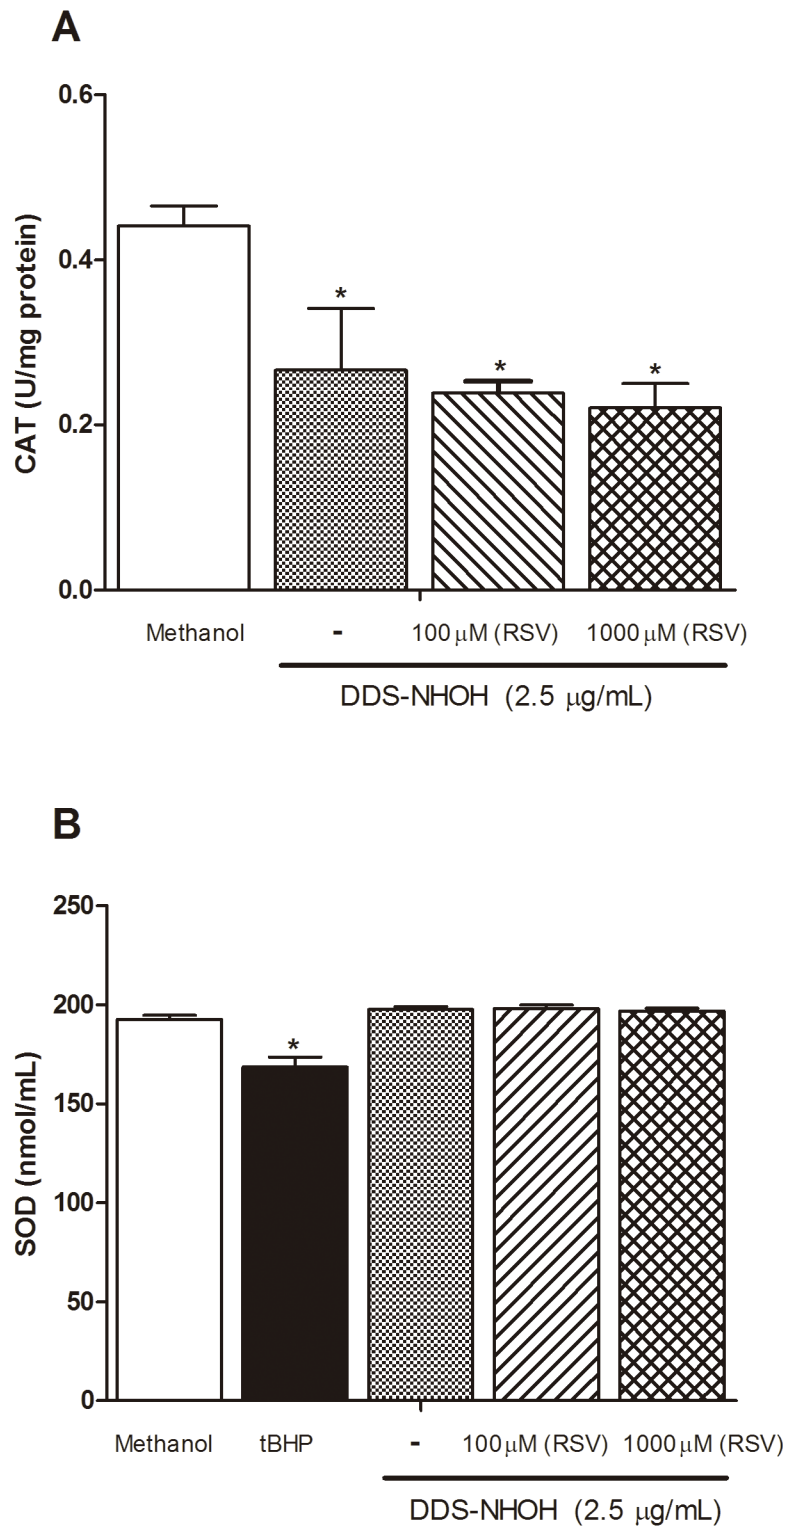 A
0.6
0.4
0.2
0.0
CAT (U/mg protein)
*
*
*
Methanol - 100 μM (RSV) 1000 μM (RSV)
DDS-NHOH (2.5 μg/mL)
B
250
200
150
100
50
0
SOD (nmol/mL)
*
Methanol tBHP - 100 μM (RSV) 1000 μM (RSV)
DDS-NHOH (2.5 μg/mL)